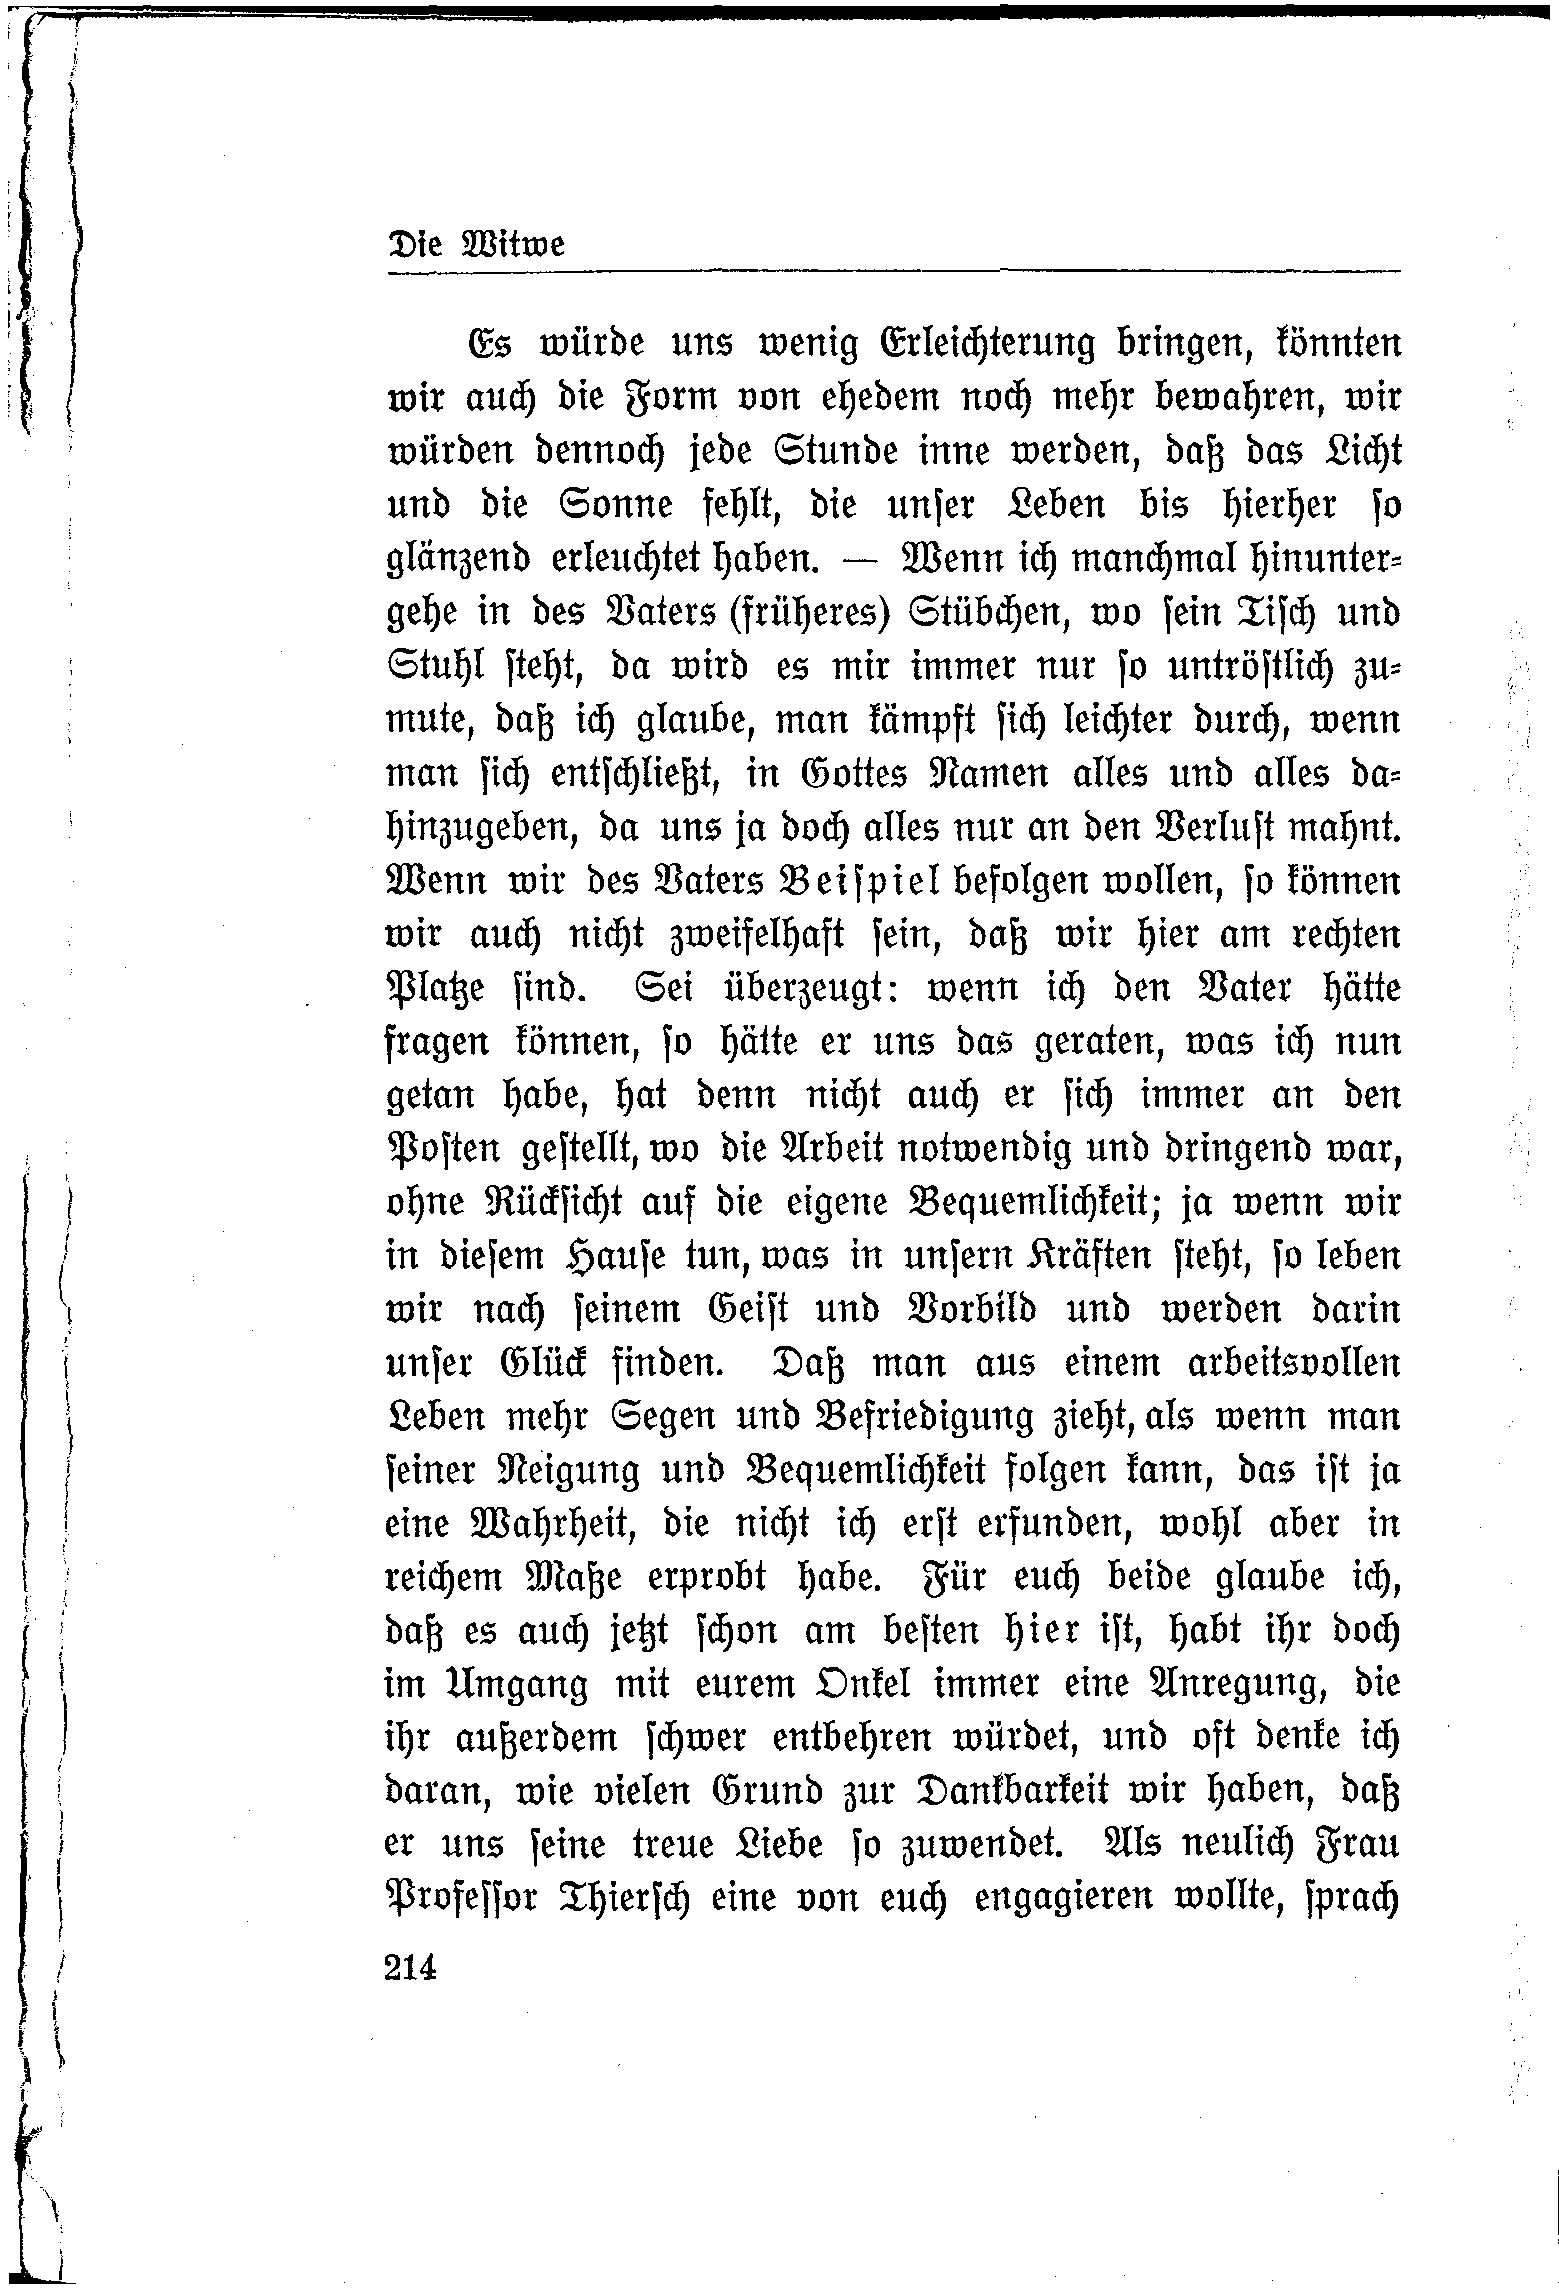 Die Witwe
Es würde uns wenig Erleichterung bringen, könnten
wir auch die Form von ehedem noch mehr bewahren, wir
würden dennoch jede Stunde inne werden, daß das Licht
und die Sonne fehlt, die unser Leben bis hierher so
glänzend erleuchtet haben. — Wenn ich manchmal hinunter-
gehe in des Vaters (früheres) Stübchen, wo sein Tisch und
Stuhl steht, da wird es mir immer nur so untröstlich zu-
mute, daß ich glaube, man kämpft sich leichter durch, wenn
man sich entschließt, in Gottes Namen alles und alles da-
hinzugeben, da uns ja doch alles nur an den Verlust mahnt.
Wenn wir des Vaters Beispiel befolgen wollen, so können
wir auch nicht zweifelhaft sein, daß wir hier am rechten
Platze sind. Sei überzeugt: wenn ich den Vater hätte
fragen können, so hätte er uns das geraten, was ich nun
getan habe, hat denn nicht auch er sich immer an den
Posten gestellt, wo die Arbeit notwendig und dringend war,
ohne Rücksicht auf die eigene Bequemlichkeit; ja wenn wir
in diesem Hause tun, was in unsern Kräften steht, so leben
wir nach seinem Geist und Vorbild und werden darin
unser Glück finden. Daß man aus einem arbeitsvollen
Leben mehr Segen und Befriedigung zieht, als wenn man
seiner Neigung und Bequemlichkeit folgen kann, das ist ja
eine Wahrheit, die nicht ich erst erfunden, wohl aber in
reichem Maße erprobt habe. Für euch beide glaube ich,
daß es auch jetzt schon am besten hier ist, habt ihr doch
im Umgang mit eurem Onkel immer eine Anregung, die
ihr außerdem schwer entbehren würdet, und oft denke ich
daran, wie vielen Grund zur Dankbarkeit wir haben, daß
er uns seine treue Liebe so zuwendet. Als neulich Frau
Professor Thiersch eine von euch engagieren wollte, sprach
214